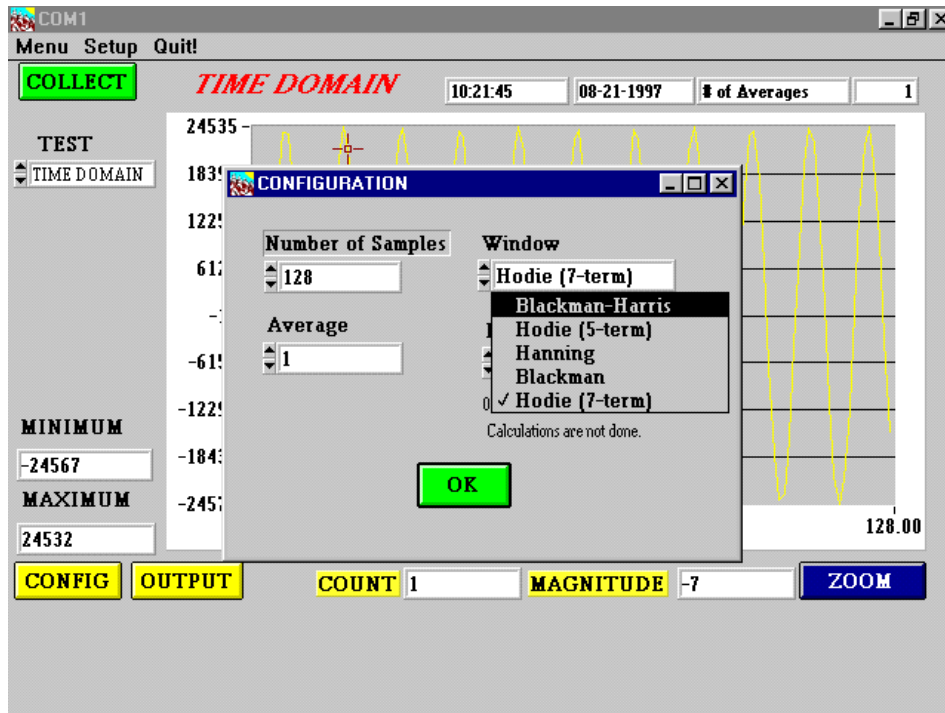 COM1
Menu Setup Quit!
COLLECT
TIME DOMAIN
10:21:45
08-21-1997
# of Averages
1
TEST
TIME DOMAIN
MINIMUM
-24567
MAXIMUM
24532
24535
128.00
CONFIGURATION
Number of Samples
128
Average
1
Window
Hodie (7-term)
Blackman-Harris
Hodie (5-term)
Hanning
Blackman
✓ Hodie (7-term)
Calculations are not done.
OK
CONFIG
OUTPUT
COUNT
1
MAGNITUDE
-7
ZOOM